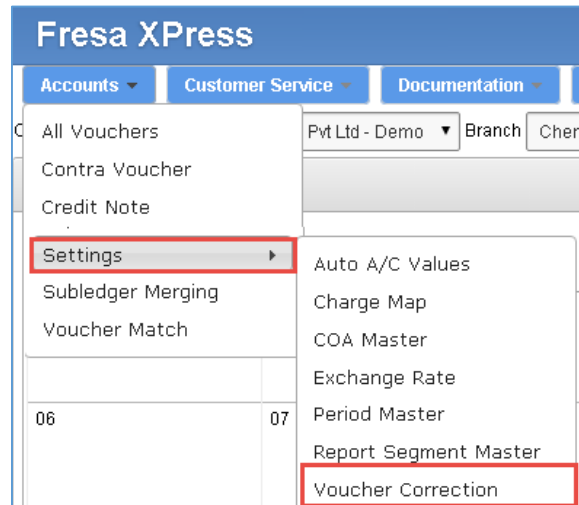 Fresa XPress
Accounts Customer Service Documentation
Pvt Ltd - Demo Branch Cher
All Vouchers
Contra Voucher
Credit Note
Settings
Subledger Merging
Voucher Match
Auto A/C Values
Charge Map
COA Master
Exchange Rate
Period Master
Report Segment Master
Voucher Correction
06 07